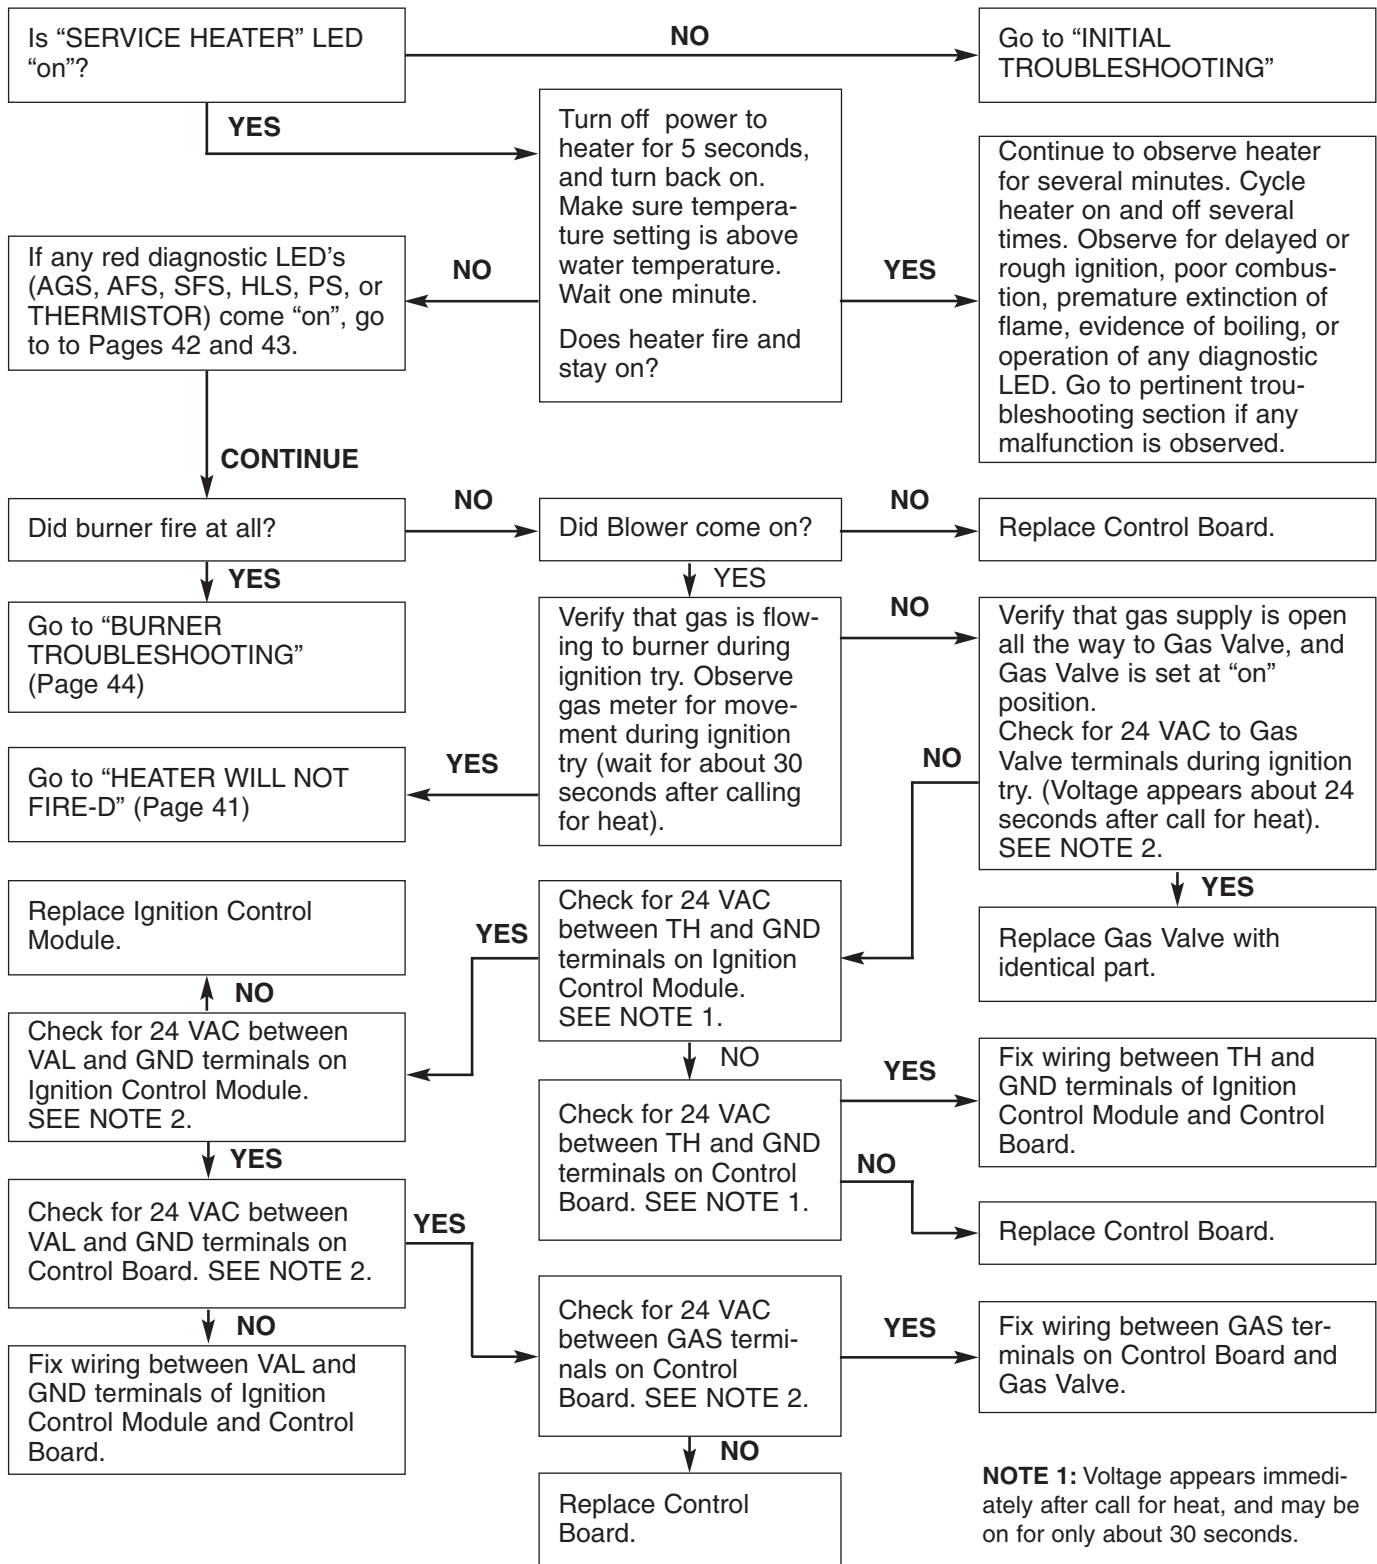 Is “SERVICE HEATER” LED
“on”?
NO
Go to “INITIAL
TROUBLESHOOTING”
YES
Turn off  power to
heater for 5 seconds,
and turn back on.
Make sure tempera-
ture setting is above
water temperature.
Wait one minute.
Does heater fire and
stay on?
NO
If any red diagnostic LED's
(AGS, AFS, SFS, HLS, PS, or
THERMISTOR) come “on”, go
to to Pages 42 and 43.
YES
Continue to observe heater
for several minutes. Cycle
heater on and off several
times. Observe for delayed or
rough ignition, poor combus-
tion, premature extinction of
flame, evidence of boiling, or
operation of any diagnostic
LED. Go to pertinent trou-
bleshooting section if any
malfunction is observed.
CONTINUE
Did burner fire at all?
NO
Did Blower come on?
NO
Replace Control Board.
YES
Go to “BURNER
TROUBLESHOOTING”
(Page 44)
YES
Verify that gas is flow-
ing to burner during
ignition try. Observe
gas meter for move-
ment during ignition
try (wait for about 30
seconds after calling
for heat).
NO
Verify that gas supply is open
all the way to Gas Valve, and
Gas Valve is set at “on”
position.
Check for 24 VAC to Gas
Valve terminals during ignition
try. (Voltage appears about 24
seconds after call for heat).
SEE NOTE 2.
YES
Go to “HEATER WILL NOT
FIRE-D” (Page 41)
NO
YES
Replace Gas Valve with
identical part.
Check for 24 VAC
between TH and GND
terminals on Ignition
Control Module.
SEE NOTE 1.
YES
Replace Ignition Control
Module.
NO
Check for 24 VAC between
VAL and GND terminals on
Ignition Control Module.
SEE NOTE 2.
NO
Check for 24 VAC
between TH and GND
terminals on Control
Board. SEE NOTE 1.
YES
Fix wiring between TH and
GND terminals of Ignition
Control Module and Control
Board.
NO
Replace Control Board.
YES
Check for 24 VAC between
VAL and GND terminals on
Control Board. SEE NOTE 2.
YES
Check for 24 VAC
between GAS termi-
nals on Control
Board. SEE NOTE 2.
YES
Fix wiring between GAS ter-
minals on Control Board and
Gas Valve.
NO
Fix wiring between VAL and
GND terminals of Ignition
Control Module and Control
Board.
NO
Replace Control
Board.
NOTE 1: Voltage appears immedi-
ately after call for heat, and may be
on for only about 30 seconds.